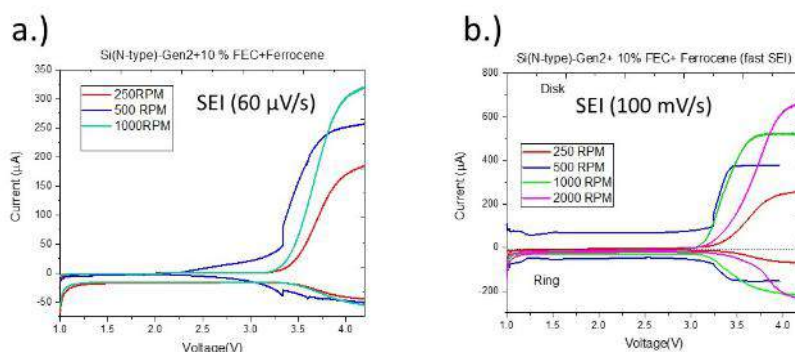 a.)
Si(N-type)-Gen2+10 % FEC+Ferrocene
SEI (60 µV/s)
250RPM
500 RPM
1000RPM
Current (µA)
350
300
250
200
150
100
50
0
-50
1.0
1.5
2.0
2.5
3.0
3.5
4.0
Voltage(V)
b.)
Si(N-type)-Gen2+ 10% FEC+ Ferrocene (fast SEI)
Disk
SEI (100 mV/s)
250 RPM
500 RPM
1000 RPM
2000 RPM
Ring
Current (µA)
800
600
400
200
0
-200
1.0
1.5
2.0
2.5
3.0
3.5
4.0
Voltage(V)